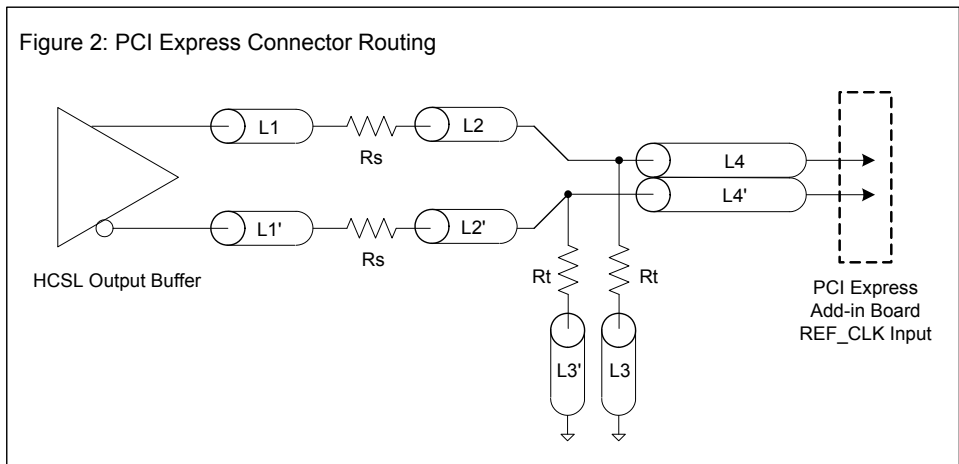 Figure 2: PCI Express Connector Routing
L1
Rs
L2
L4
L4'
L1'
Rs
L2'
HCSL Output Buffer
Rt
Rt
L3'
L3
PCI Express
Add-in Board
REF_CLK Input